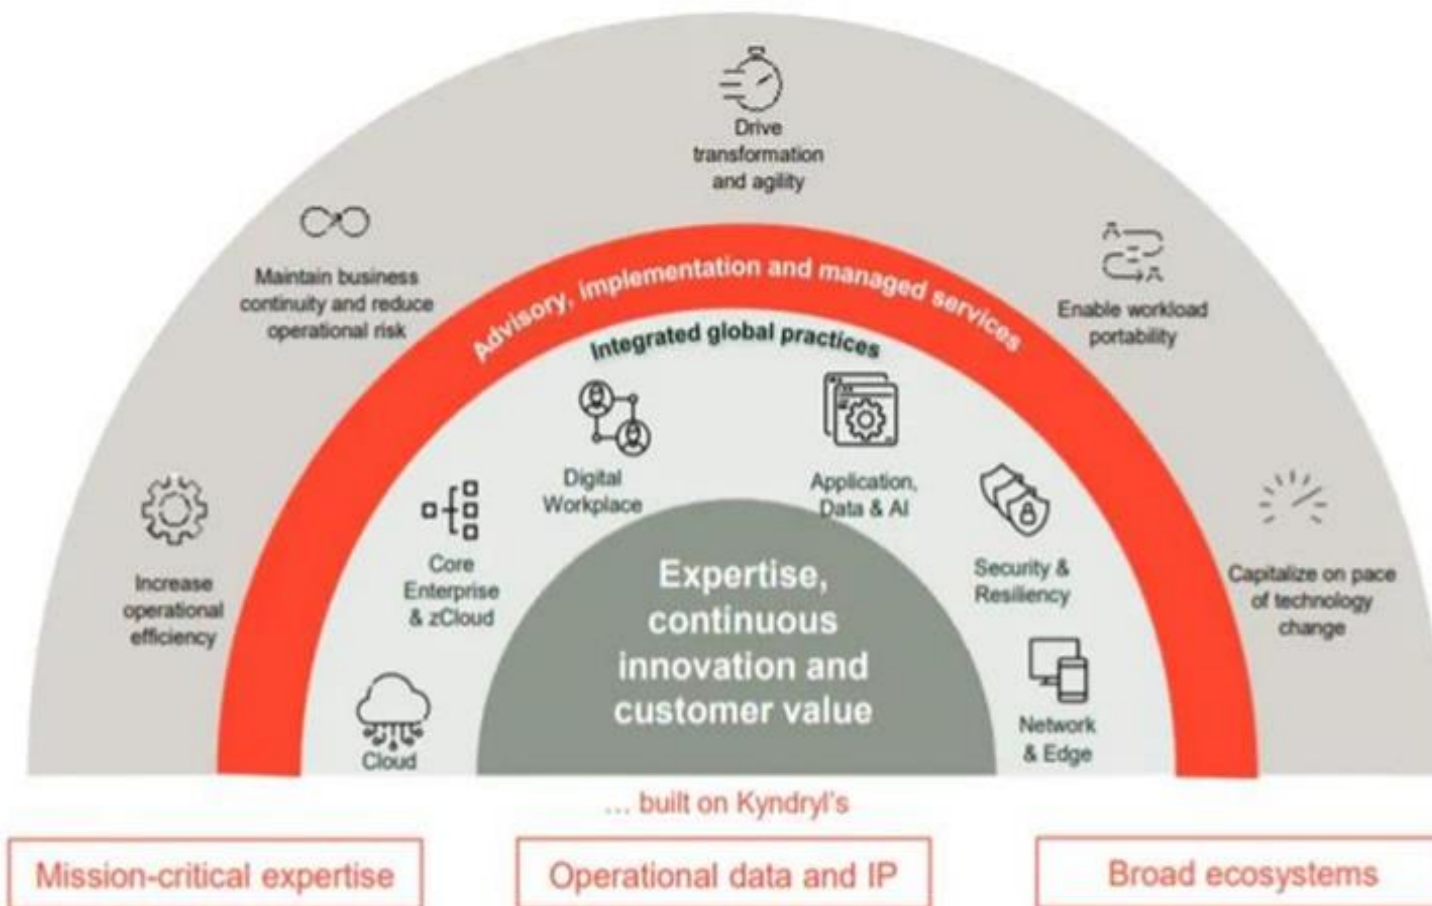 Drive
transformation
and agility
Maintain business
continuity and reduce
operational risk
Enable workload
portability
Increase
operational
efficiency
Capitalize on pace
of technology
change
Advisory, implementation and managed services
Integrated global practices
Digital
Workplace
Application,
Data & AI
Core
Enterprise
& zCloud
Security &
Resiliency
Cloud
Network
& Edge
Expertise,
continuous
innovation and
customer value
... built on Kyndryl's
Mission-critical expertise
Operational data and IP
Broad ecosystems